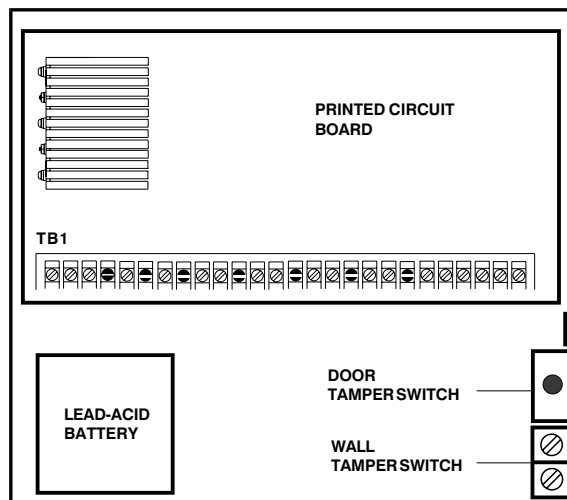 PRINTED CIRCUIT
BOARD
TB1
DOOR
TAMPER SWITCH
LEAD-ACID
BATTERY
WALL
TAMPER SWITCH